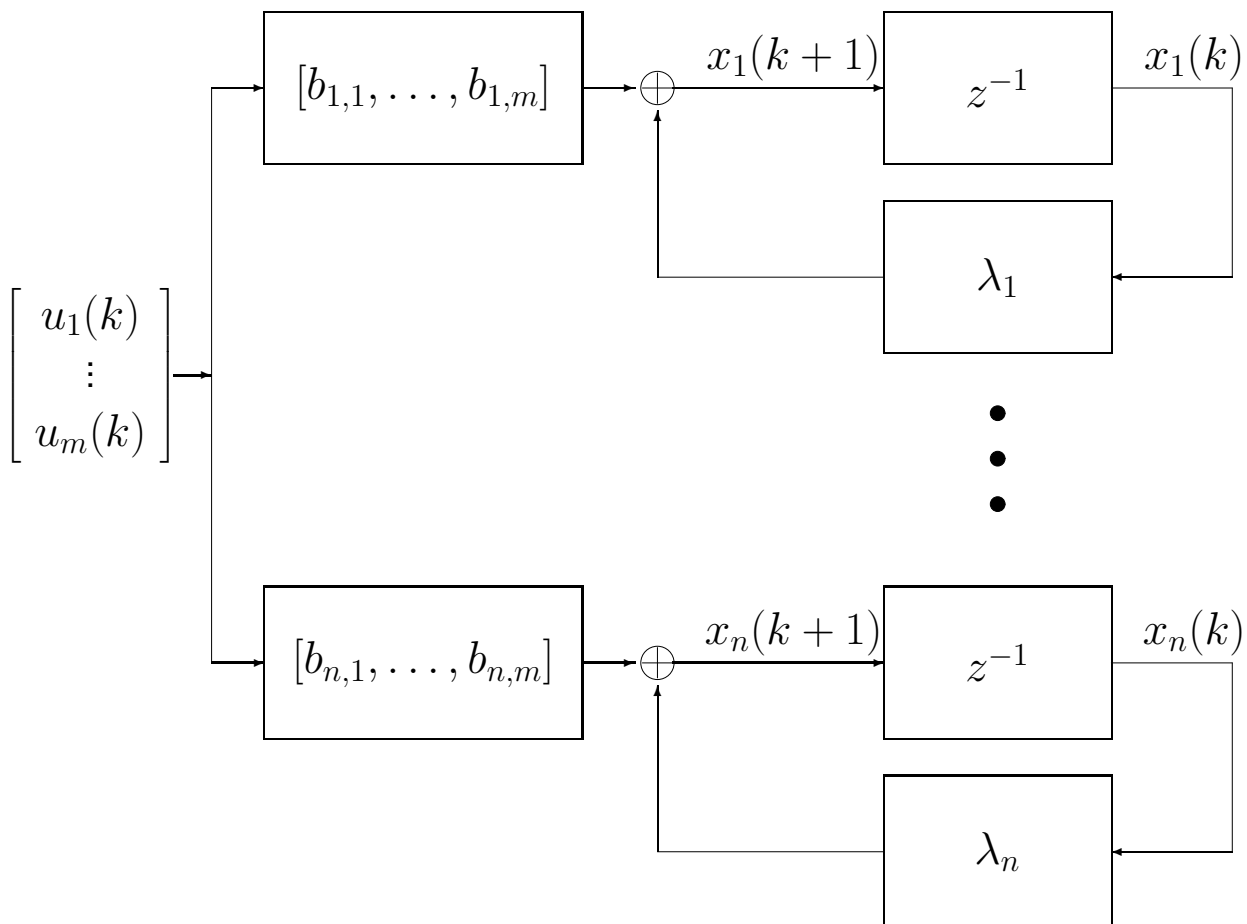 [b_{1,1}, . . . , b_{1,m}]
x_1(k + 1)
z^{-1}
x_1(k)
λ_1
u_1(k)
⋮
u_m(k)
[b_{n,1}, . . . , b_{n,m}]
x_n(k + 1)
z^{-1}
x_n(k)
λ_n